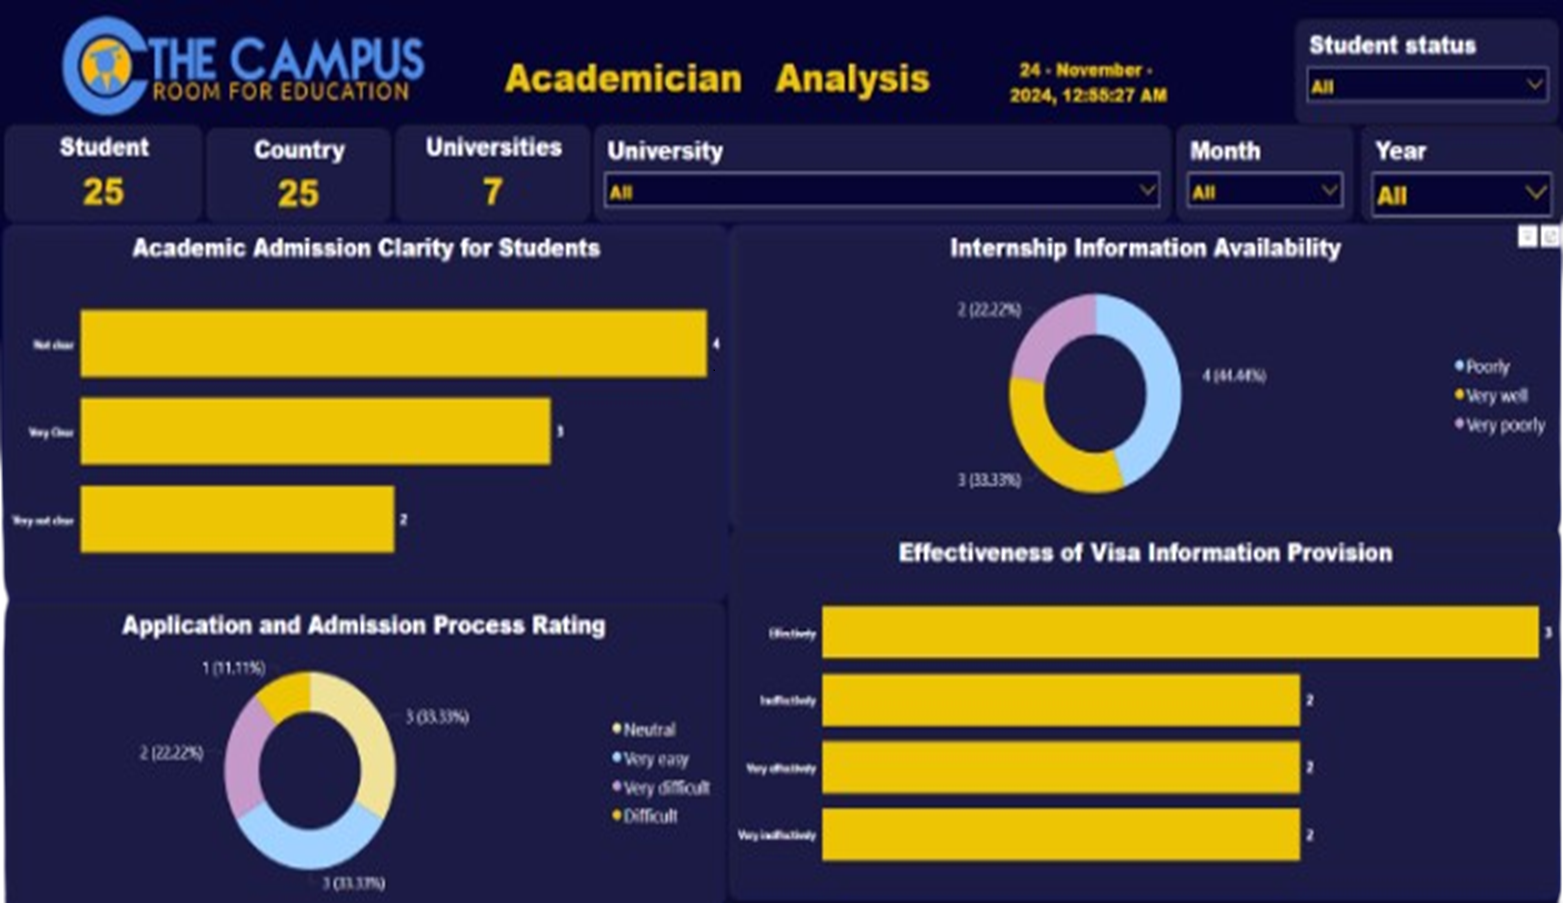 THE CAMPUS
ROOM FOR EDUCATION
Academician Analysis
24 - November -
2024, 12:55:27 AM
Student status
All
Student
25
Country
25
Universities
7
University
All
Month
All
Year
All
Academic Admission Clarity for Students
Not clear
4
Very Clear
3
Very not clear
2
Internship Information Availability
2 (22.22%)
4 (44.44%)
3 (33.33%)
Poorly
Very well
Very poorly
Application and Admission Process Rating
1 (11.11%)
3 (33.33%)
2 (22.22%)
3 (33.33%)
Neutral
Very easy
Very difficult
Difficult
Effectiveness of Visa Information Provision
Effectively
3
Ineffectively
2
Very effectively
2
Very ineffectively
2